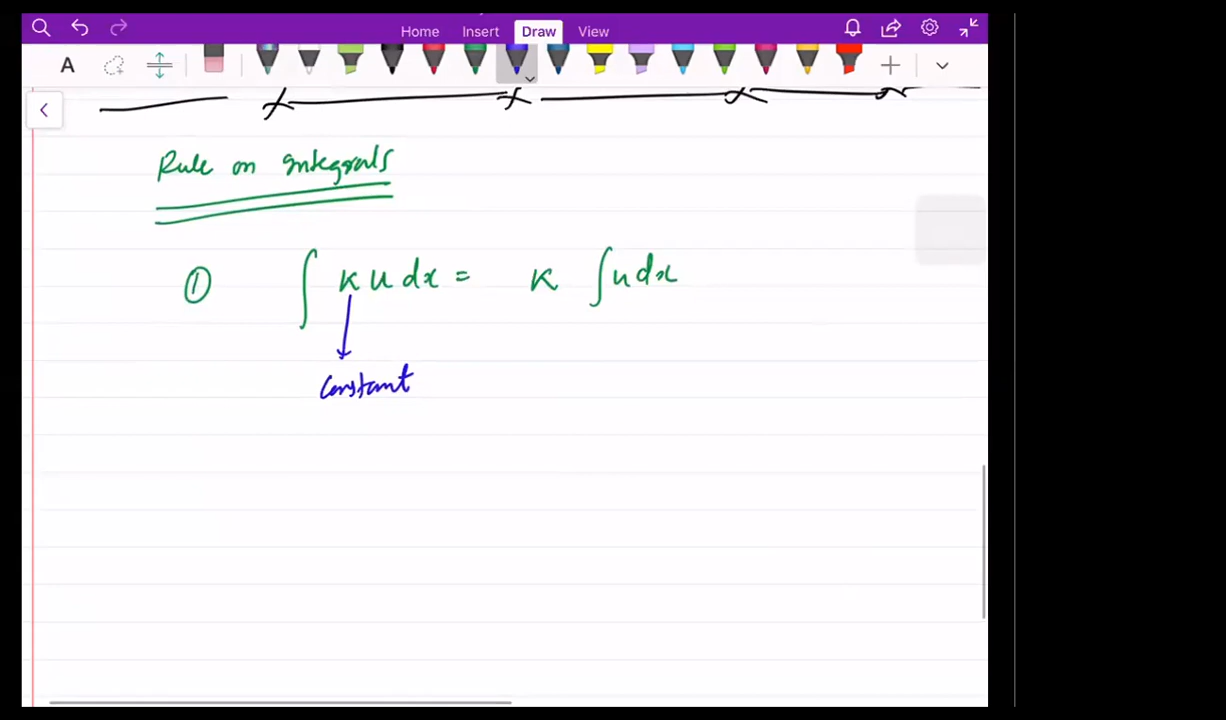 Home Insert Draw View
A
Rule on integrals
① ∫ K u dx = K ∫ u dx
Constant